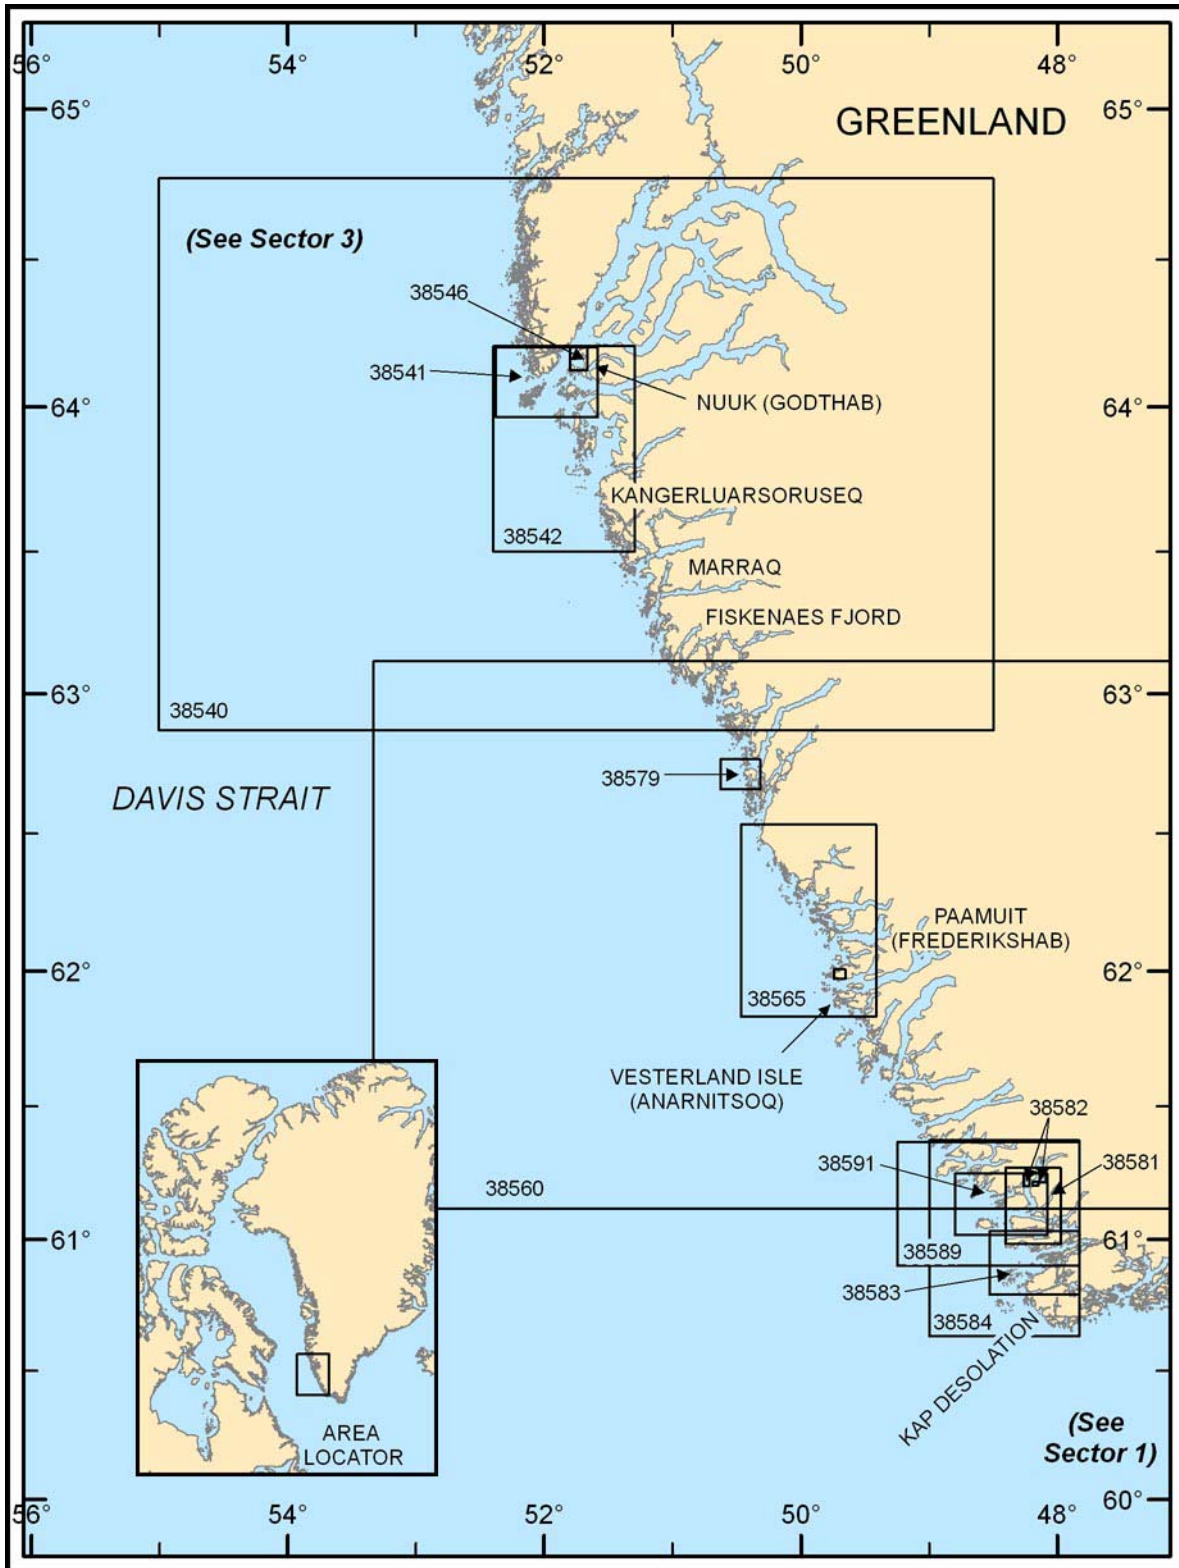 56° 54° 52° 50° 48°
65° 65°
GREENLAND
(See Sector 3)
38546
38541
64° 64°
NUUK (GODTHAB)
KANGERLUARSORUSEQ
38542
MARRAQ
FISKENAES FJORD
63° 63°
38540
38579
DAVIS STRAIT
PAAMUIT
(FREDERIKSHAB)
62° 62°
38565
VESTERLAND ISLE
(ANARNITSOQ)
38582
38591 38581
38560
61° 61°
38589
38583
38584
KAP DESOLATION
AREA
LOCATOR
(See
Sector 1)
60°
56° 54° 52° 50° 48°